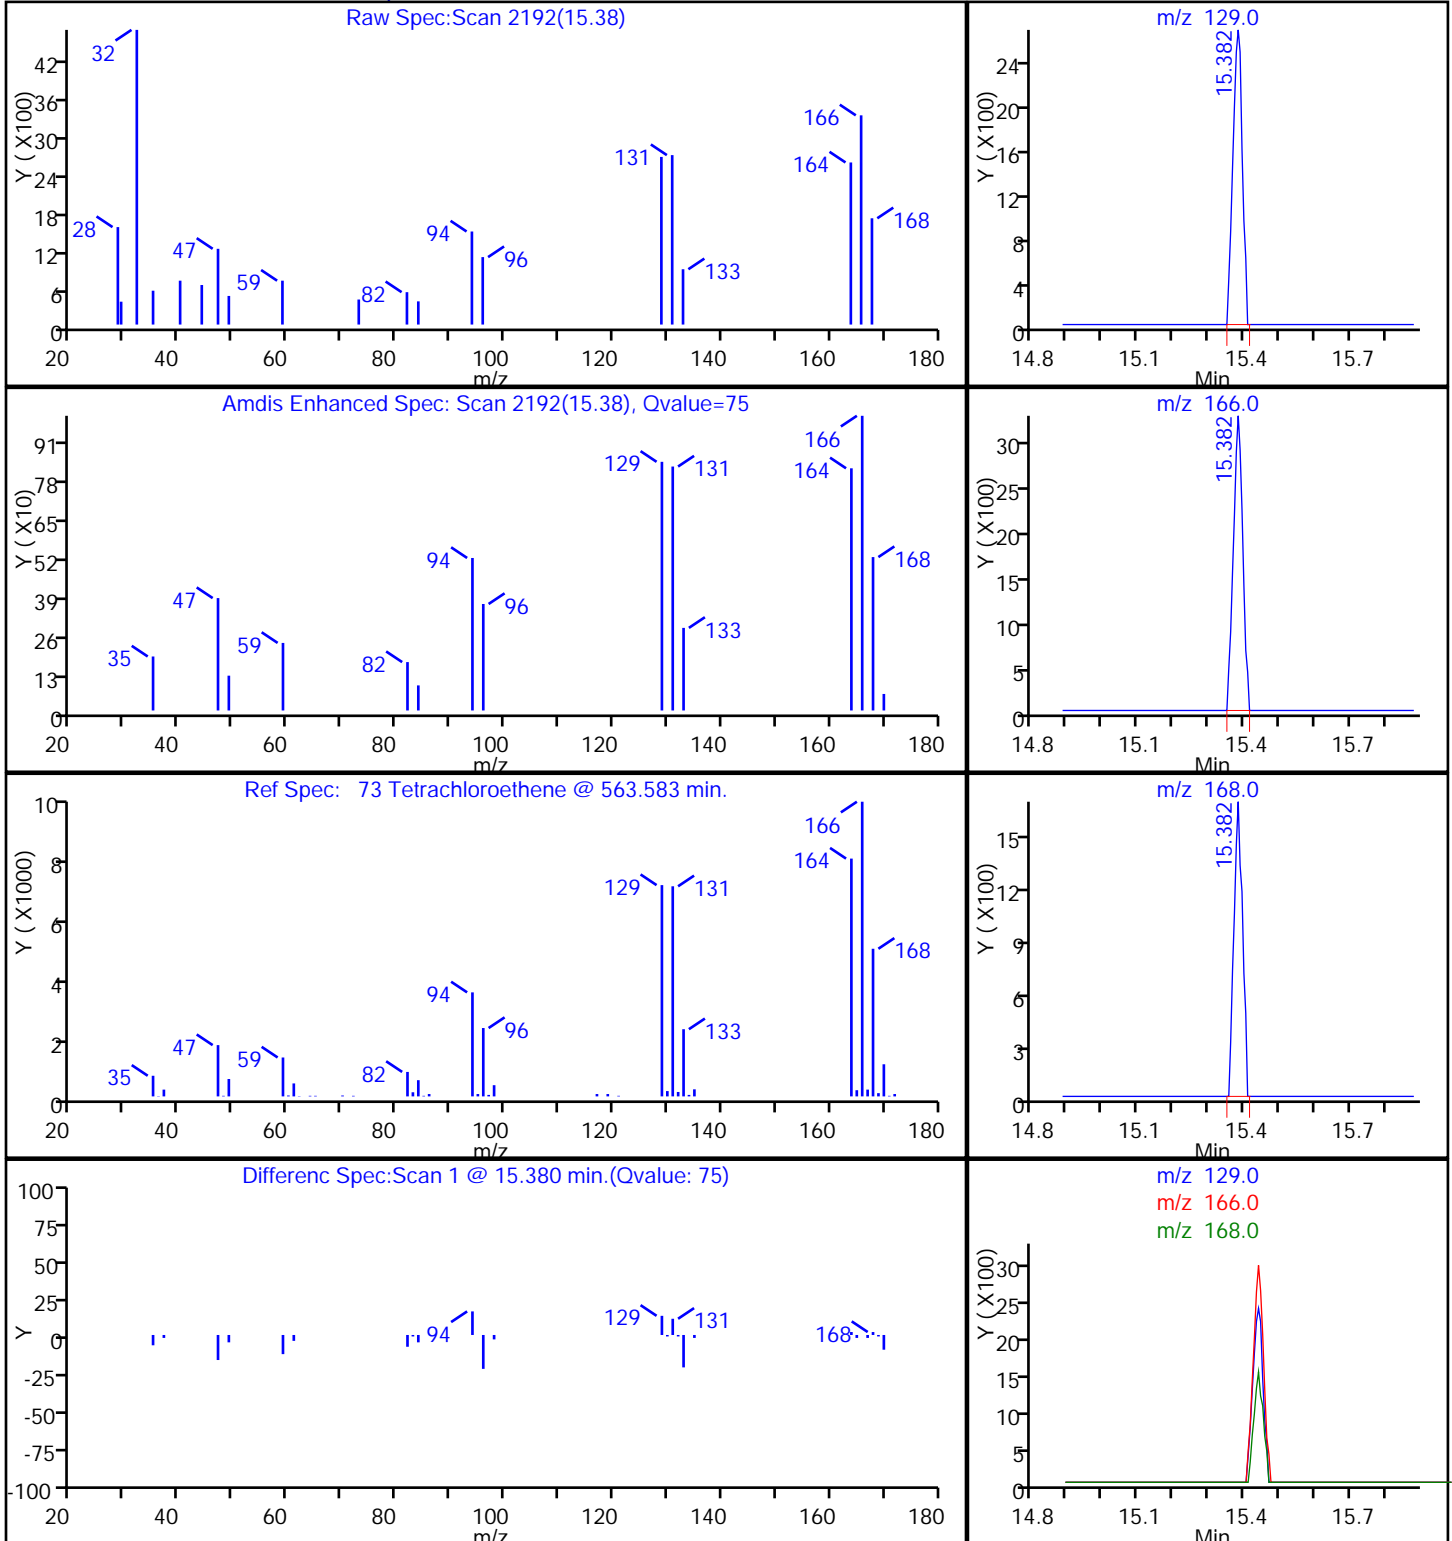 Raw Spec:Scan 2192(15.38)
Y ( X100)
42
36
30
24
18
12
6
0
32
28
47
59
82
94
96
131
133
164
166
168
20 40 60 80 100 120 140 160 180
m/z
m/z 129.0
Y ( X100)
24
20
16
12
8
4
0
15.382
14.8 15.1 15.4 15.7
Min
Amdis Enhanced Spec: Scan 2192(15.38), Qvalue=75
Y ( X10)
91
78
65
52
39
26
13
0
35
47
59
82
94
96
129
131
133
164
166
168
20 40 60 80 100 120 140 160 180
m/z
m/z 166.0
Y ( X100)
30
25
20
15
10
5
0
15.382
14.8 15.1 15.4 15.7
Min
Ref Spec: 73 Tetrachloroethene @ 563.583 min.
Y ( X1000)
10
8
6
4
2
0
35
47
59
82
94
96
129
131
133
164
166
168
20 40 60 80 100 120 140 160 180
m/z
m/z 168.0
Y ( X100)
15
12
9
6
3
0
15.382
14.8 15.1 15.4 15.7
Min
Differenc Spec:Scan 1 @ 15.380 min.(Qvalue: 75)
Y
100
75
50
25
0
-25
-50
-75
-100
94
129
131
168
20 40 60 80 100 120 140 160 180
m/z
m/z 129.0
m/z 166.0
m/z 168.0
Y ( X100)
30
25
20
15
10
5
0
14.8 15.1 15.4 15.7
Min